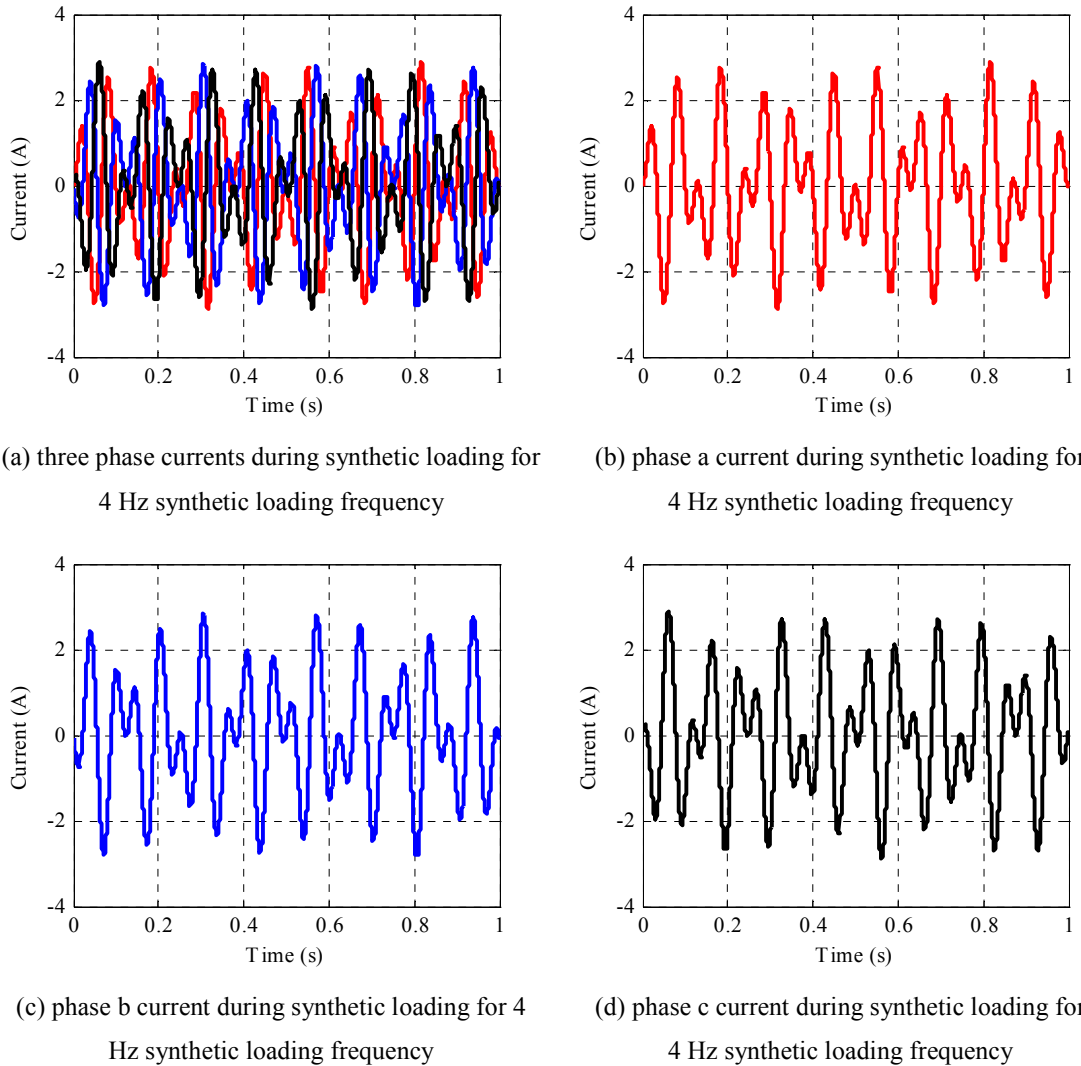 4
2
0
-2
-4
Current (A)
0 0.2 0.4 0.6 0.8 1
Time (s)
(a) three phase currents during synthetic loading for
4 Hz synthetic loading frequency
4
2
0
-2
-4
Current (A)
0 0.2 0.4 0.6 0.8 1
Time (s)
(b) phase a current during synthetic loading for
4 Hz synthetic loading frequency
4
2
0
-2
-4
Current (A)
0 0.2 0.4 0.6 0.8 1
Time (s)
(c) phase b current during synthetic loading for 4
Hz synthetic loading frequency
4
2
0
-2
-4
Current (A)
0 0.2 0.4 0.6 0.8 1
Time (s)
(d) phase c current during synthetic loading for
4 Hz synthetic loading frequency